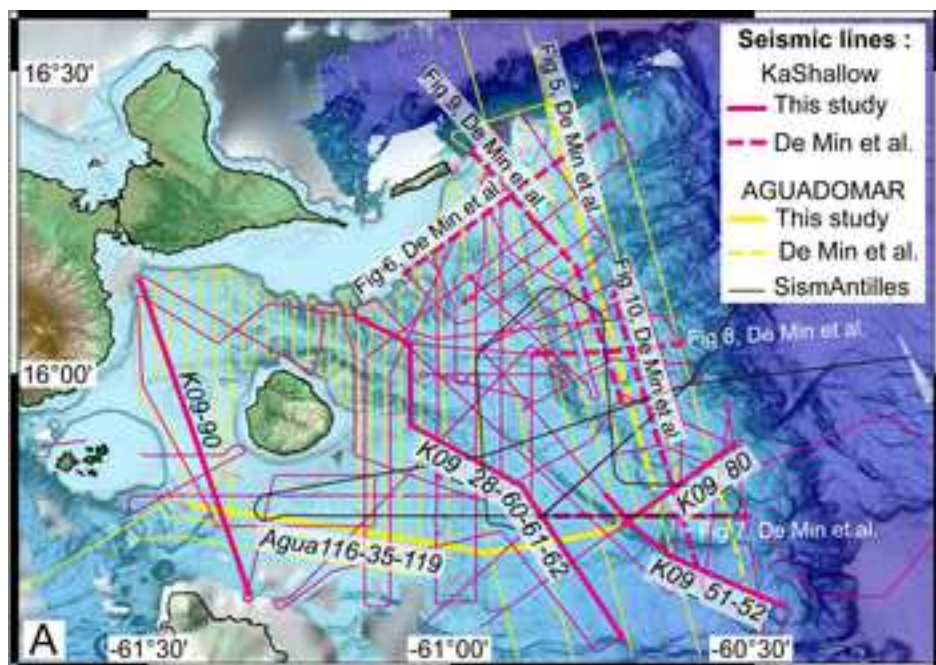 Seismic lines :
KaShallow
This study
De Min et al.
AGUADOMAR
This study
De Min et al.
SismAntilles
16°30'
16°00'
Fig 9, De Min et al.
Fig 5, De Min et al.
Fig 6, De Min et al.
Fig 10, De Min et al.
Fig 8, De Min et al.
K09-90
K09_28-60-61-62
K09_80
Fig 7, De Min et al.
Agua116-35-119
K09_51-52
A
-61°30'
-61°00'
-60°30'